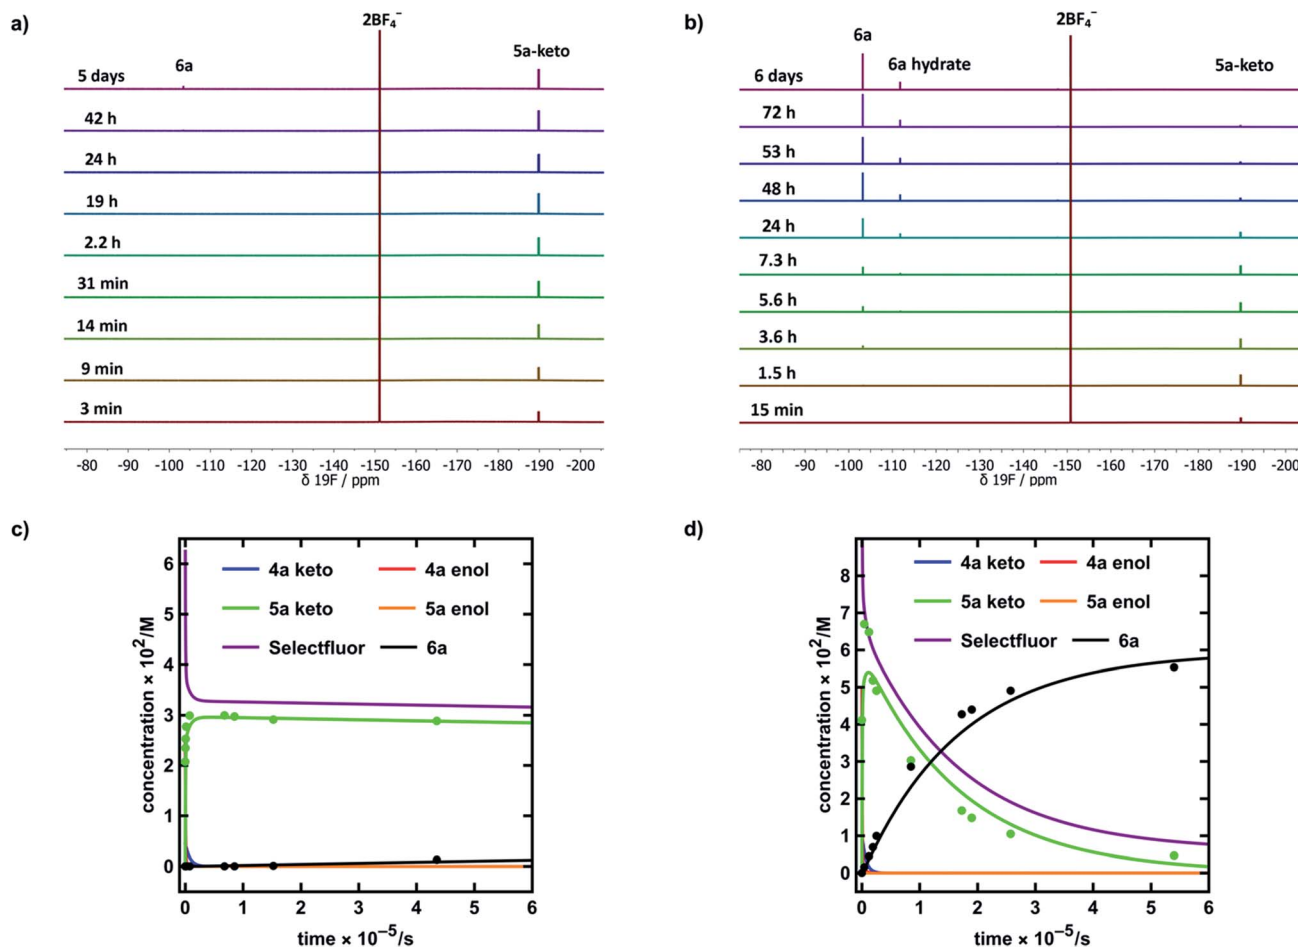 a)
2BF₄⁻
5a-keto
6a
5 days
42 h
24 h
19 h
2.2 h
31 min
14 min
9 min
3 min
-80 -90 -100 -110 -120 -130 -140 -150 -160 -170 -180 -190 -200
δ 19F / ppm
b)
2BF₄⁻
6a
6a hydrate
5a-keto
6 days
72 h
53 h
48 h
24 h
7.3 h
5.6 h
3.6 h
1.5 h
15 min
-80 -90 -100 -110 -120 -130 -140 -150 -160 -170 -180 -190 -200
δ 19F / ppm
c)
concentration × 10²/M
6
5
4
3
2
1
0
4a keto 4a enol
5a keto 5a enol
Selectfluor 6a
0 1 2 3 4 5 6
time × 10⁻⁵/s
d)
concentration × 10²/M
8
7
6
5
4
3
2
1
0
4a keto 4a enol
5a keto 5a enol
Selectfluor 6a
0 1 2 3 4 5 6
time × 10⁻⁵/s